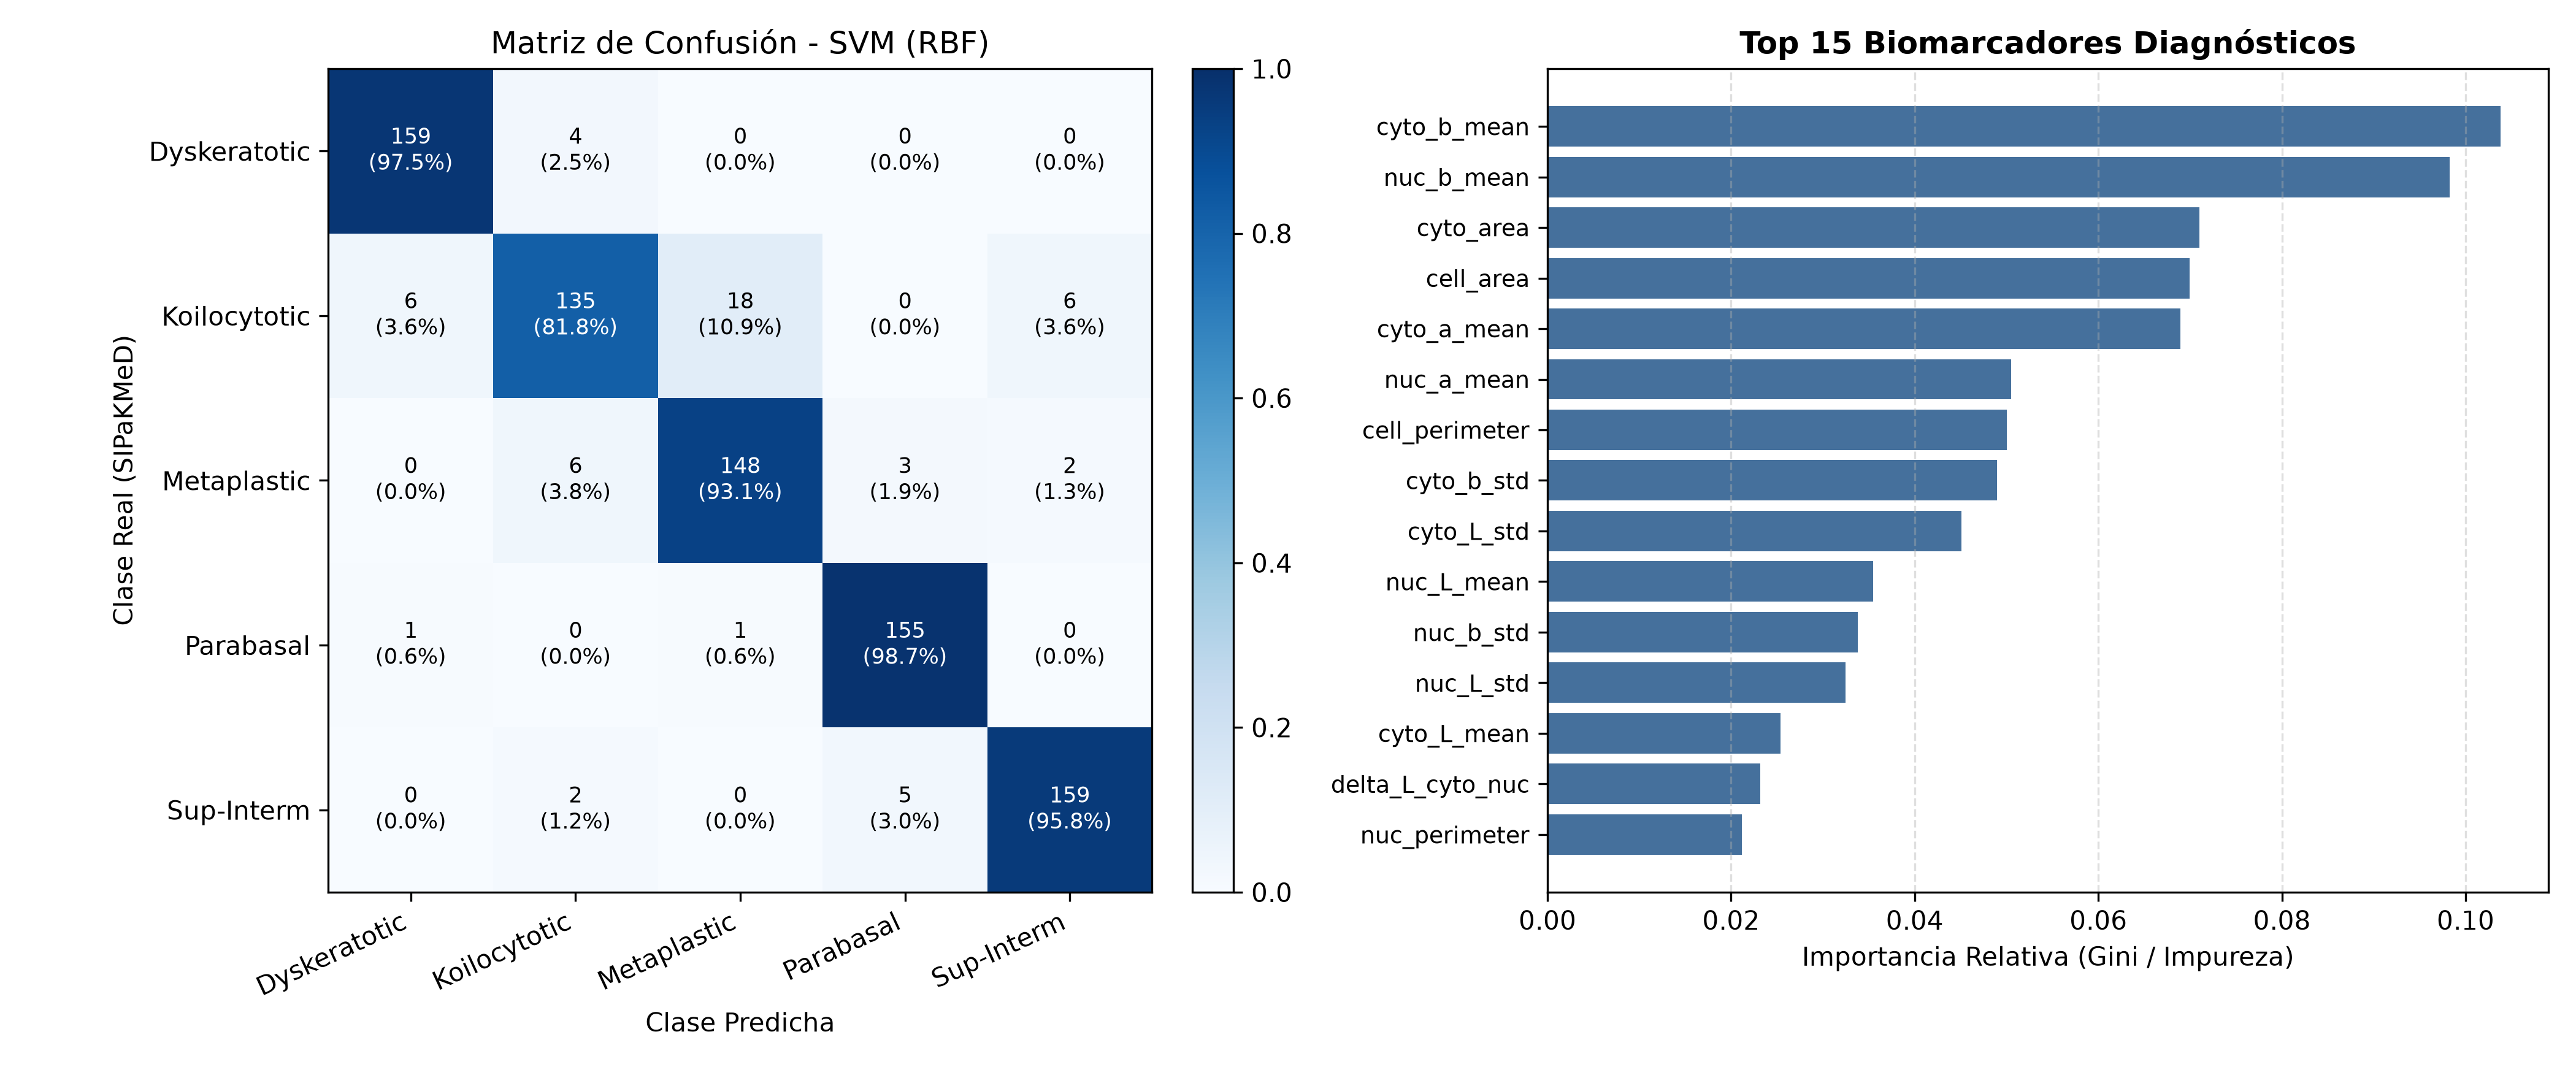 Matriz de Confusión - SVM (RBF)
Clase Real (SIPaKMeD)
Dyskeratotic
159
(97.5%)
4
(2.5%)
0
(0.0%)
0
(0.0%)
0
(0.0%)
Koilocytotic
6
(3.6%)
135
(81.8%)
18
(10.9%)
0
(0.0%)
6
(3.6%)
Metaplastic
0
(0.0%)
6
(3.8%)
148
(93.1%)
3
(1.9%)
2
(1.3%)
Parabasal
1
(0.6%)
0
(0.0%)
1
(0.6%)
155
(98.7%)
0
(0.0%)
Sup-Interm
0
(0.0%)
2
(1.2%)
0
(0.0%)
5
(3.0%)
159
(95.8%)
Dyskeratotic
Koilocytotic
Metaplastic
Parabasal
Sup-Interm
Clase Predicha
1.0
0.8
0.6
0.4
0.2
0.0
Top 15 Biomarcadores Diagnósticos
cyto_b_mean
nuc_b_mean
cyto_area
cell_area
cyto_a_mean
nuc_a_mean
cell_perimeter
cyto_b_std
cyto_L_std
nuc_L_mean
nuc_b_std
nuc_L_std
cyto_L_mean
delta_L_cyto_nuc
nuc_perimeter
0.00
0.02
0.04
0.06
0.08
0.10
Importancia Relativa (Gini / Impureza)